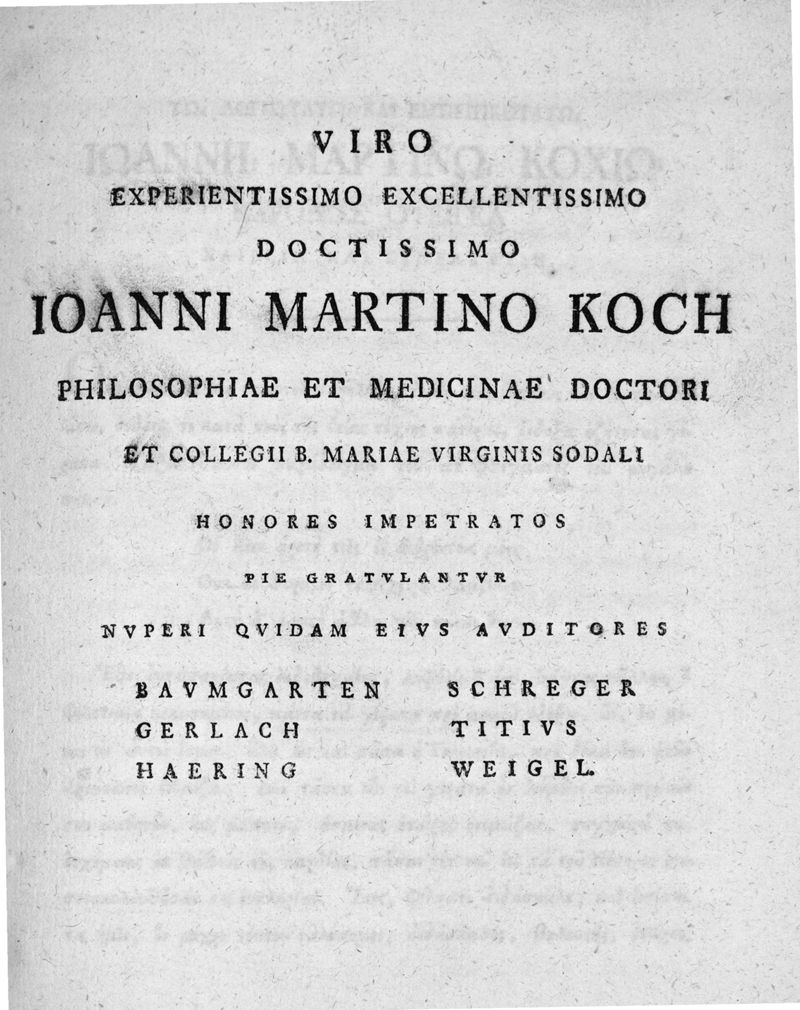 VIRO
EXPERIENTISSIMO EXCELLENTISSIMO
DOCTISSIMO
IOANNI MARTINO KOCH
PHILOSOPHIAE ET MEDICINAE DOCTORI
ET COLLEGII B. MARIAE VIRGINIS SODALI
HONORES IMPETRATOS
PIE GRATVLANTVR
NVPERI QVIDAM EIVS AVDITORES
BAVMGARTEN SCHREGER
GERLACH TITIVS
HAERING WEIGEL.